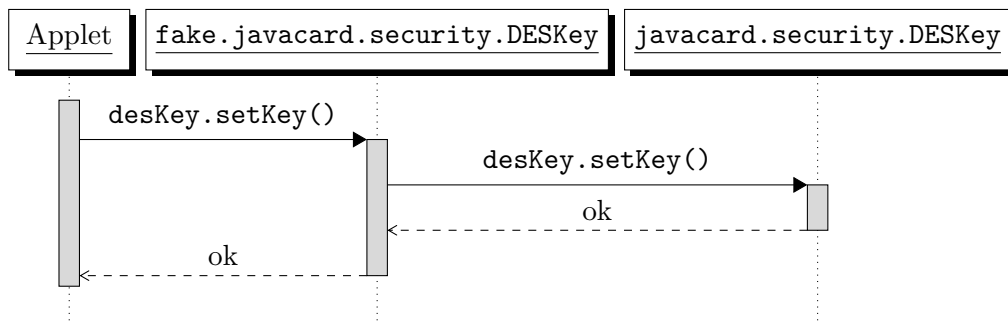 Applet
fake.javacard.security.DESKey
javacard.security.DESKey
desKey.setKey()
desKey.setKey()
ok
ok